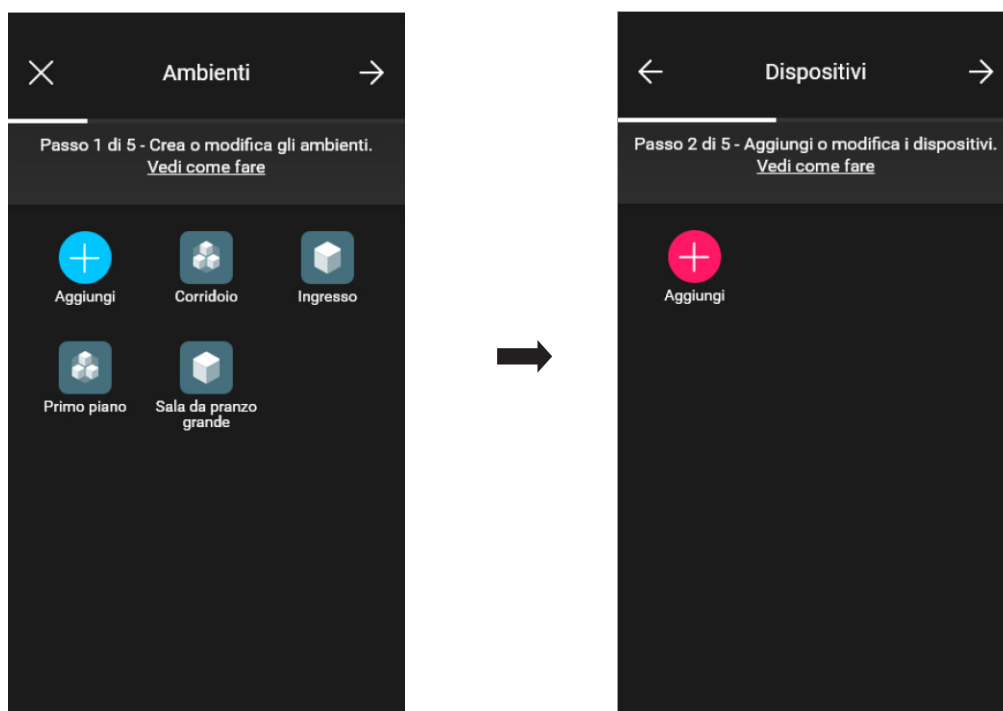 Ambienti
Passo 1 di 5 - Crea o modifica gli ambienti.
Vedi come fare
Aggiungi
Corridoio
Ingresso
Primo piano
Sala da pranzo
grande
Dispositivi
Passo 2 di 5 - Aggiungi o modifica i dispositivi.
Vedi come fare
Aggiungi